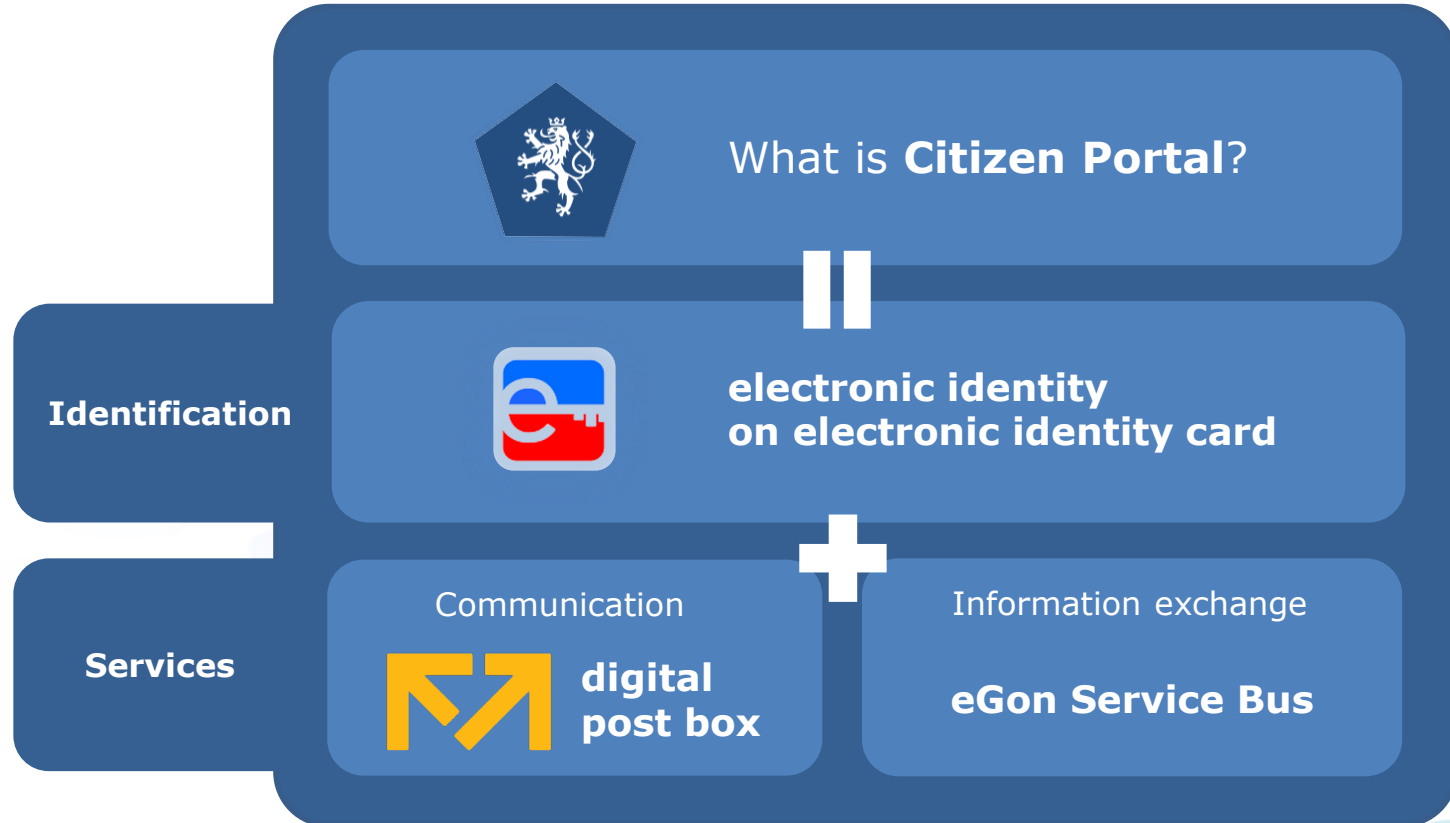 What is Citizen Portal?
Identification
electronic identity
on electronic identity card
Services
Communication
digital
post box
Information exchange
eGon Service Bus